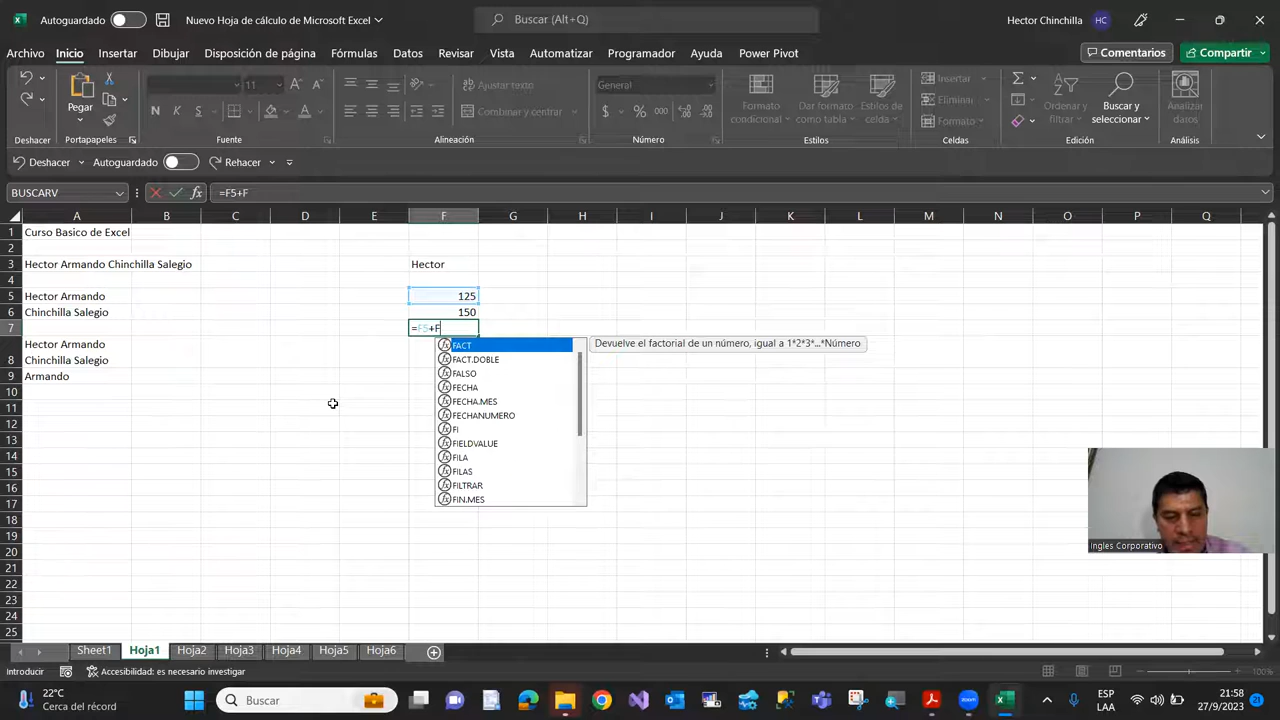 Autoguardado
Nuevo Hoja de cálculo de Microsoft Excel
Buscar (Alt+Q)
Hector Chinchilla
HC
Archivo Inicio Insertar Dibujar Disposición de página Fórmulas Datos Revisar Vista Automatizar Programador Ayuda Power Pivot
Comentarios
Compartir
11
Ajustar texto
General
Insertar
Pegar
N K S
Combinar y centrar
$ % 000
Formato condicional
Dar formato como tabla
Estilos de celda
Eliminar
Formato
Ordenar y filtrar
Buscar y seleccionar
Analizar datos
Deshacer Portapapeles Fuente Alineación Número Estilos Celdas Edición Análisis
Deshacer Autoguardado Rehacer
BUSCARV
fx
=F5+F
A B C D E F G H I J K L M N O P Q
1 Curso Basico de Excel
2
3 Hector Armando Chinchilla Salegio Hector
4
5 Hector Armando 125
6 Chinchilla Salegio 150
7 =F5+F
Hector Armando
8 Chinchilla Salegio
9 Armando
10
11
12
13
14
15
16
17
18
19
20
21
22
23
24
25
FACT
Devuelve el factorial de un número, igual a 1*2*3*...*Número
FACT.DOBLE
FALSO
FECHA
FECHA.MES
FECHANUMERO
FI
FIELDVALUE
FILA
FILAS
FILTRAR
FIN.MES
Ingles Corporativo
Sheet1 Hoja1 Hoja2 Hoja3 Hoja4 Hoja5 Hoja6
Introducir
Accesibilidad: es necesario investigar
22°C
Cerca del récord
Buscar
ESP
LAA
21:58
27/9/2023